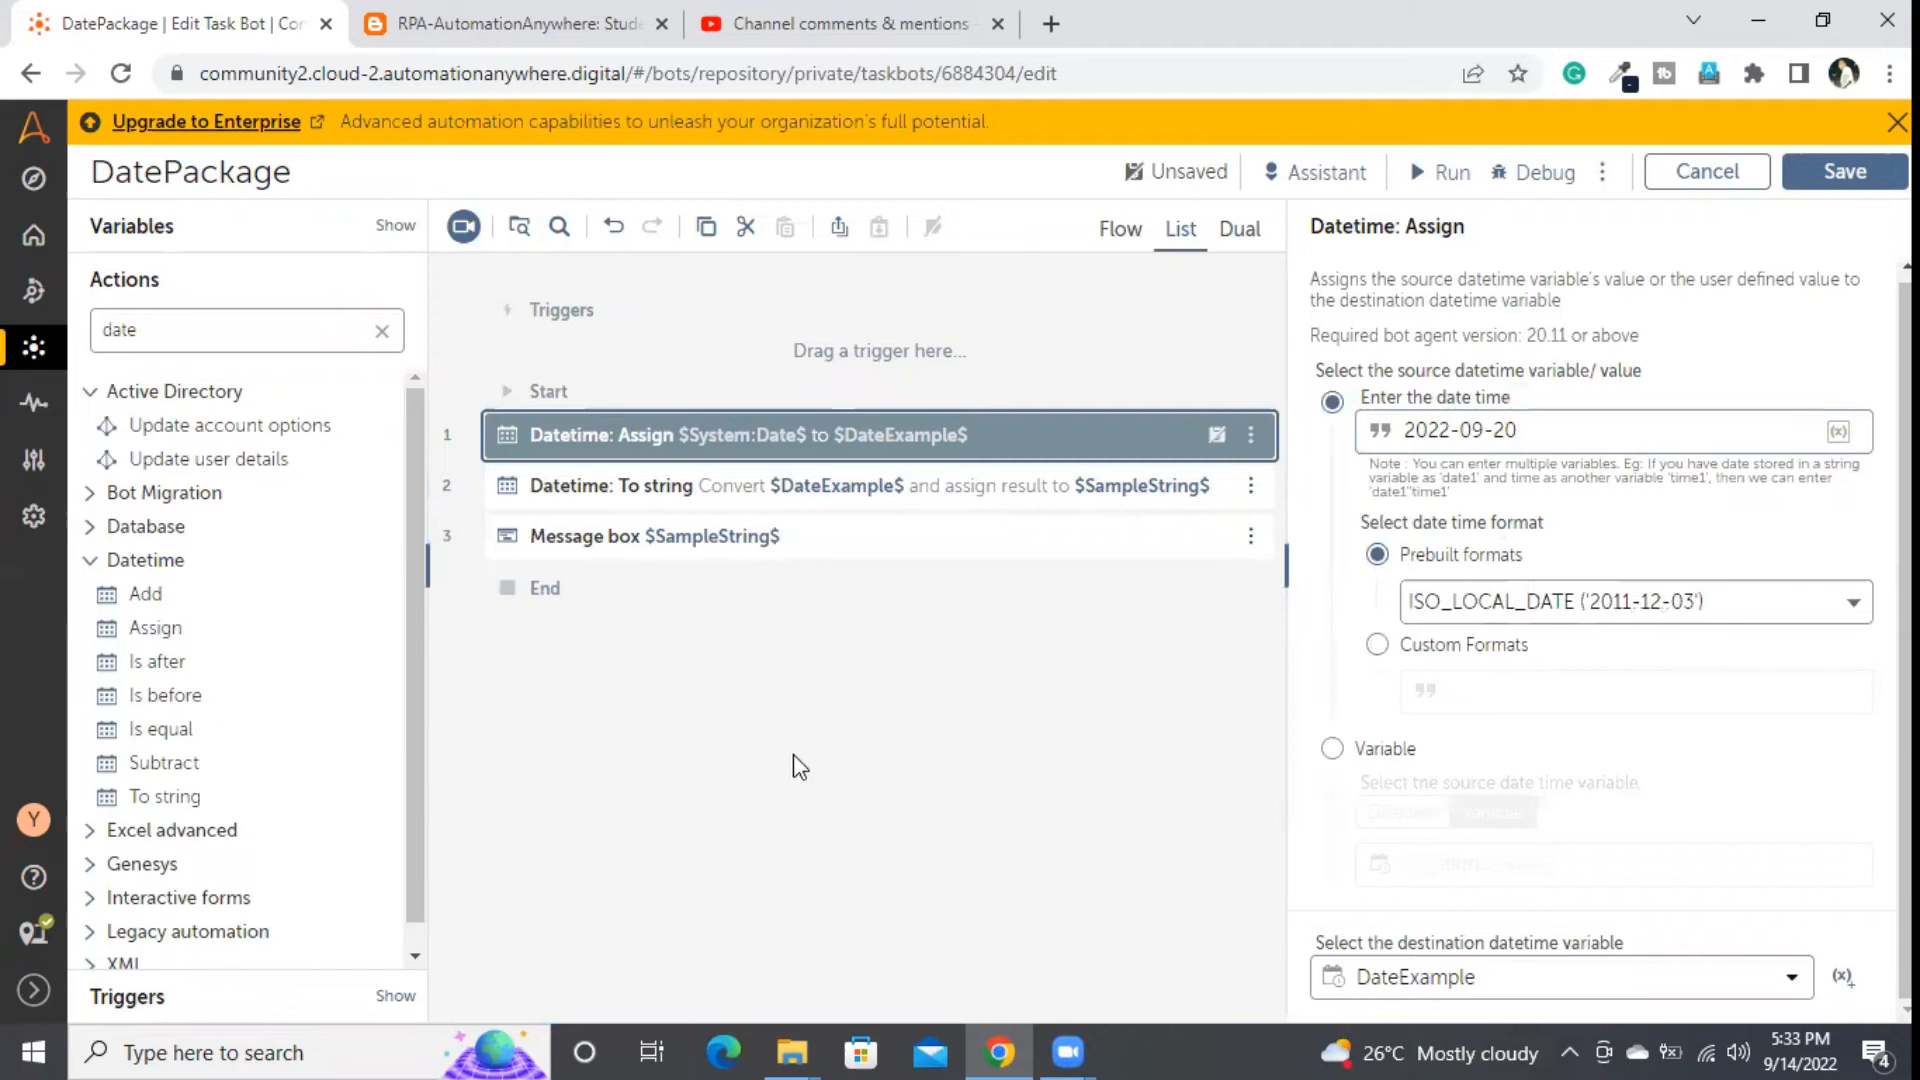 DatePackage | Edit Task Bot | Cor
RPA-AutomationAnywhere: Stude
Channel comments & mentions
community2.cloud-2.automationanywhere.digital/#/bots/repository/private/taskbots/6884304/edit
Upgrade to Enterprise Advanced automation capabilities to unleash your organization's full potential.
DatePackage
Unsaved
Assistant
Run
Debug
Cancel
Save
Variables Show
Actions
date
Active Directory
Update account options
Update user details
Bot Migration
Database
Datetime
Add
Assign
Is after
Is before
Is equal
Subtract
To string
Excel advanced
Genesys
Interactive forms
Legacy automation
XML
Triggers Show
Flow List Dual
Triggers
Drag a trigger here...
Start
1 Datetime: Assign $System:Date$ to $DateExample$
2 Datetime: To string Convert $DateExample$ and assign result to $SampleString$
3 Message box $SampleString$
End
Datetime: Assign
Assigns the source datetime variable's value or the user defined value to
the destination datetime variable
Required bot agent version: 20.11 or above
Select the source datetime variable/ value
Enter the date time
2022-09-20
(x)
Note : You can enter multiple variables. Eg: If you have date stored in a string
variable as 'date1' and time as another variable 'time1', then we can enter
'date1''time1'
Select date time format
Prebuilt formats
ISO_LOCAL_DATE ('2011-12-03')
Custom Formats
Variable
Select the source date time variable.
Select the destination datetime variable
DateExample
(x)+
Y
Type here to search
26°C Mostly cloudy
5:33 PM
9/14/2022
4